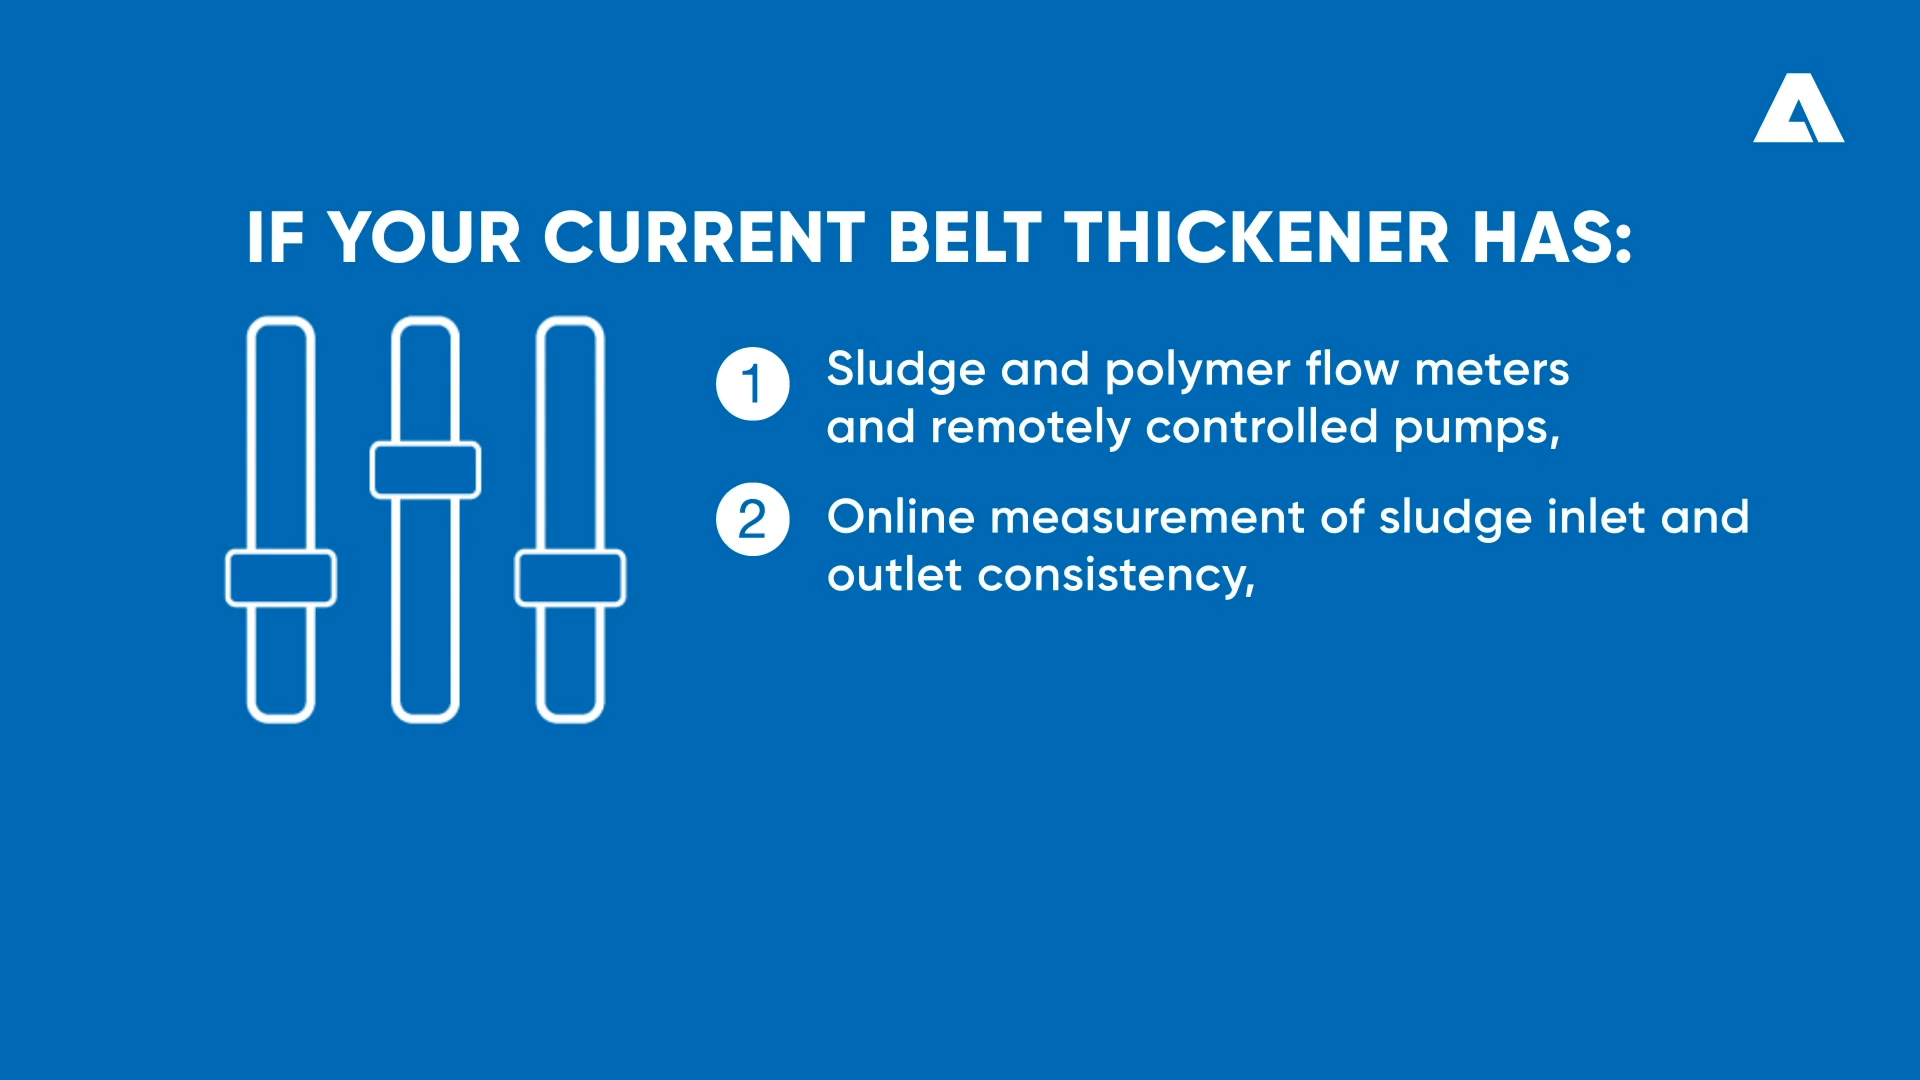 IF YOUR CURRENT BELT THICKENER HAS:
1 Sludge and polymer flow meters
and remotely controlled pumps,
2 Online measurement of sludge inlet and
outlet consistency,